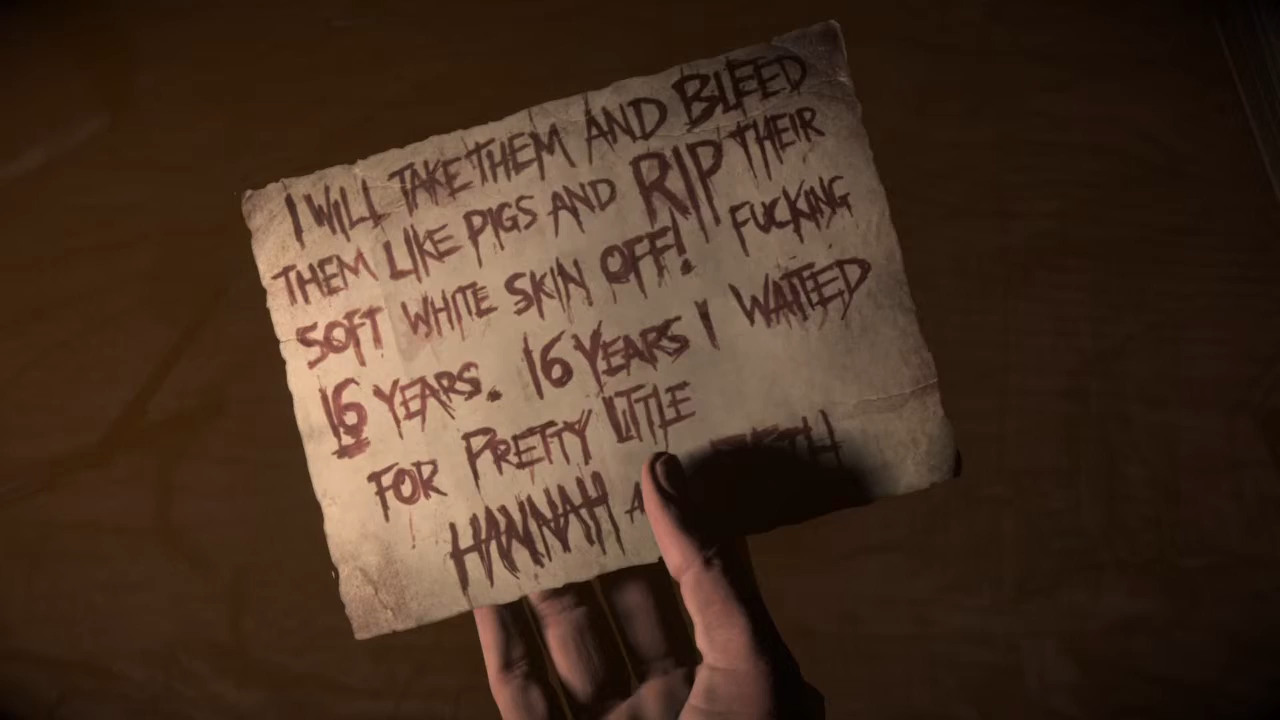 I WILL TAKE THEM AND BLEED
THEM LIKE PIGS AND RIP THEIR
SOFT WHITE SKIN OFF! FUCKING
16 YEARS. 16 YEARS I WAITED
FOR PRETTY LITTLE
HANNAH